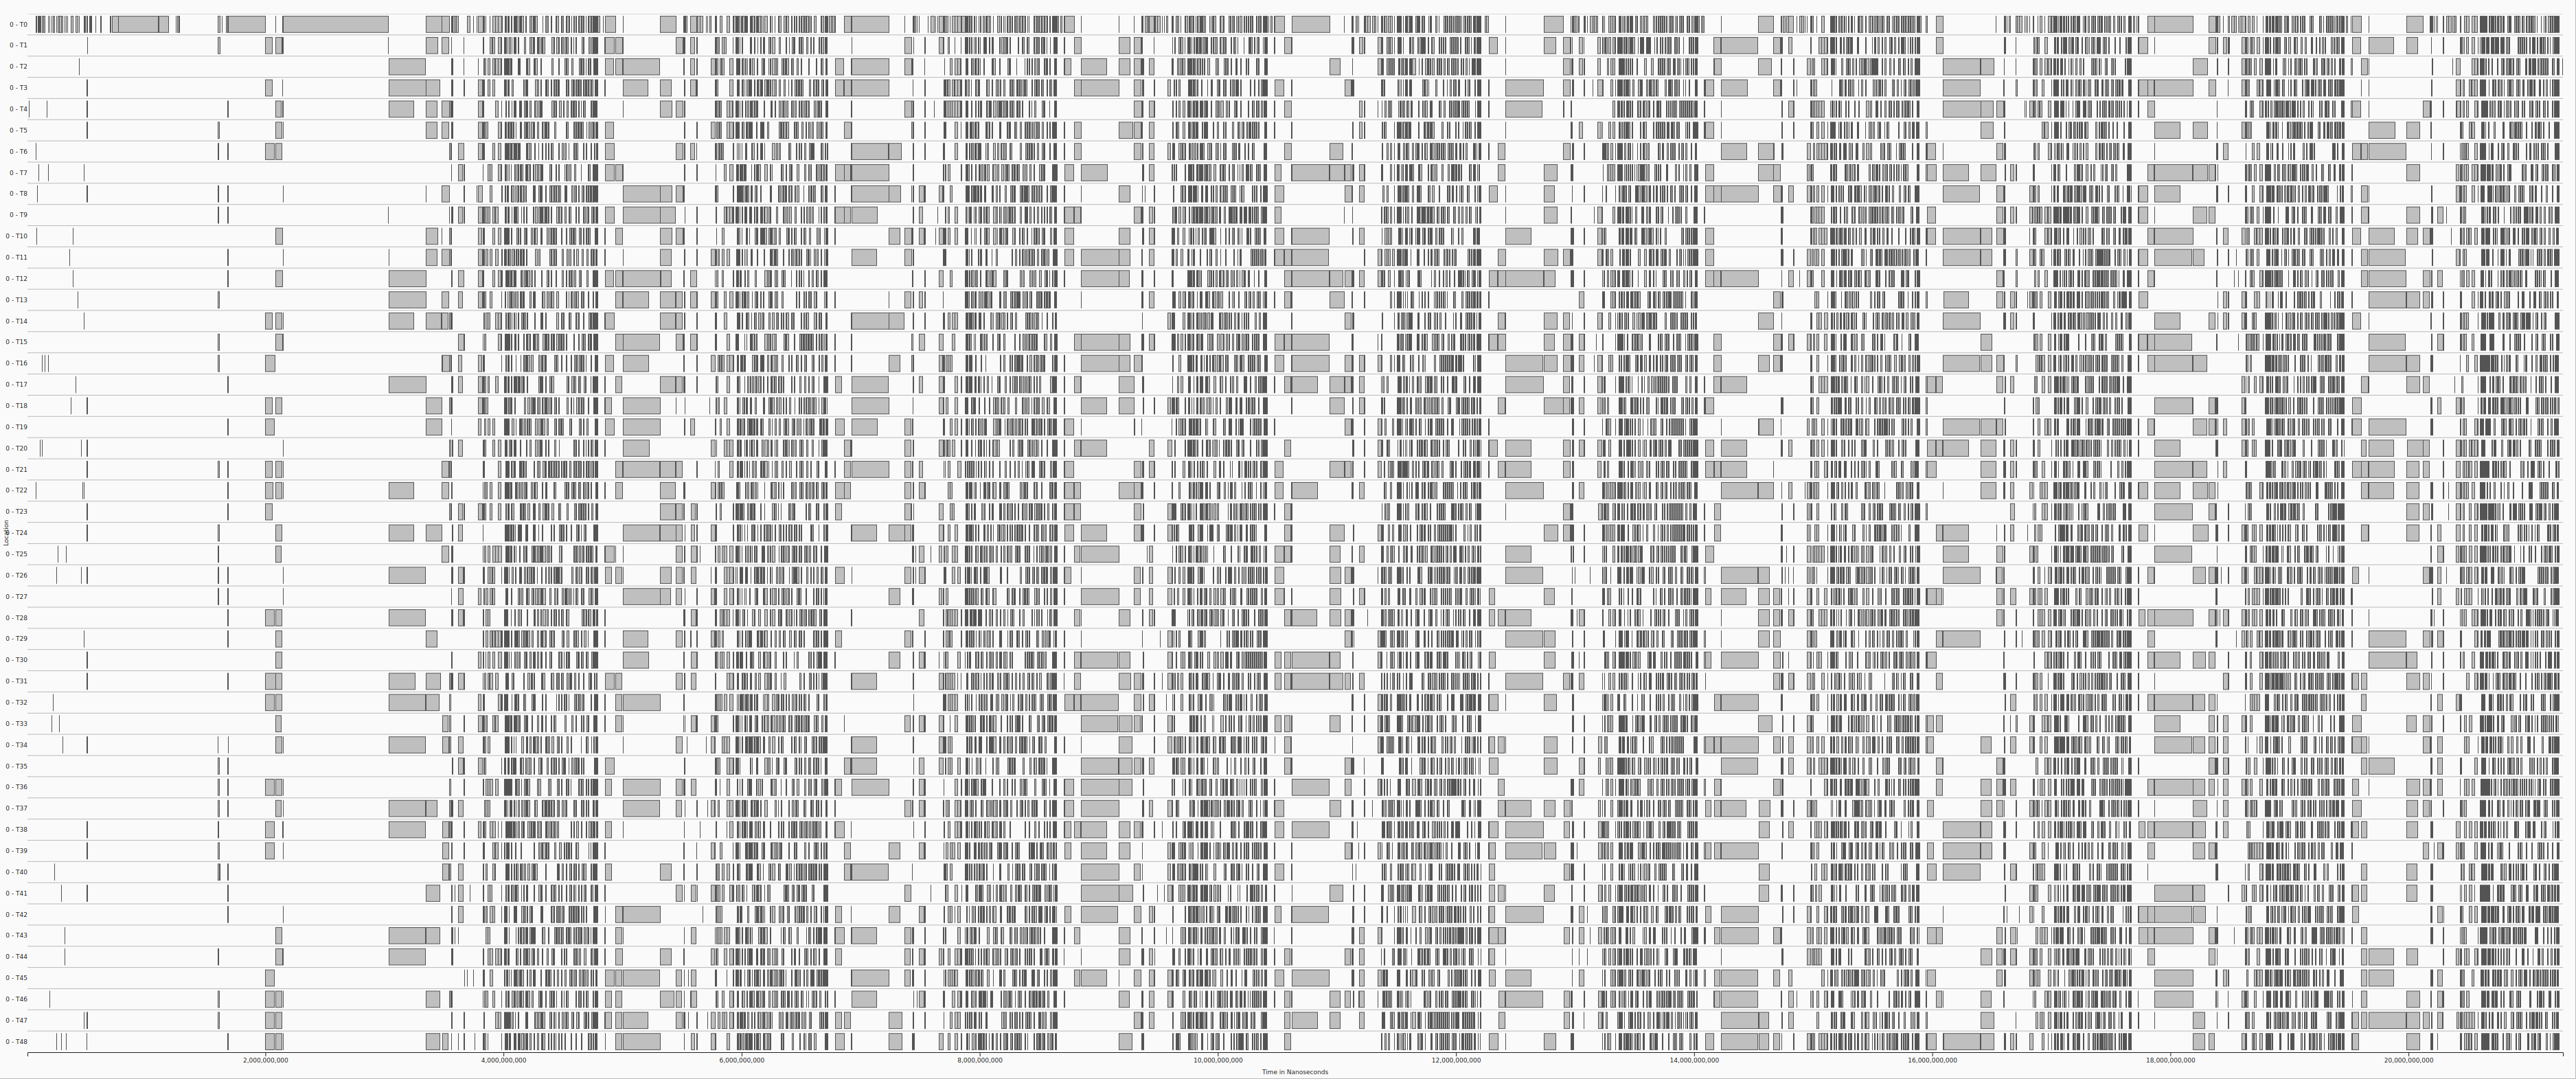 0 - T0
0 - T1
0 - T2
0 - T3
0 - T4
0 - T5
0 - T6
0 - T7
0 - T8
0 - T9
0 - T10
0 - T11
0 - T12
0 - T13
0 - T14
0 - T15
0 - T16
0 - T17
0 - T18
0 - T19
0 - T20
0 - T21
0 - T22
0 - T23
Location
0 - T24
0 - T25
0 - T26
0 - T27
0 - T28
0 - T29
0 - T30
0 - T31
0 - T32
0 - T33
0 - T34
0 - T35
0 - T36
0 - T37
0 - T38
0 - T39
0 - T40
0 - T41
0 - T42
0 - T43
0 - T44
0 - T45
0 - T46
0 - T47
0 - T48
2,000,000,000 4,000,000,000 6,000,000,000 8,000,000,000 10,000,000,000 12,000,000,000 14,000,000,000 16,000,000,000 18,000,000,000 20,000,000,000
Time in Nanoseconds